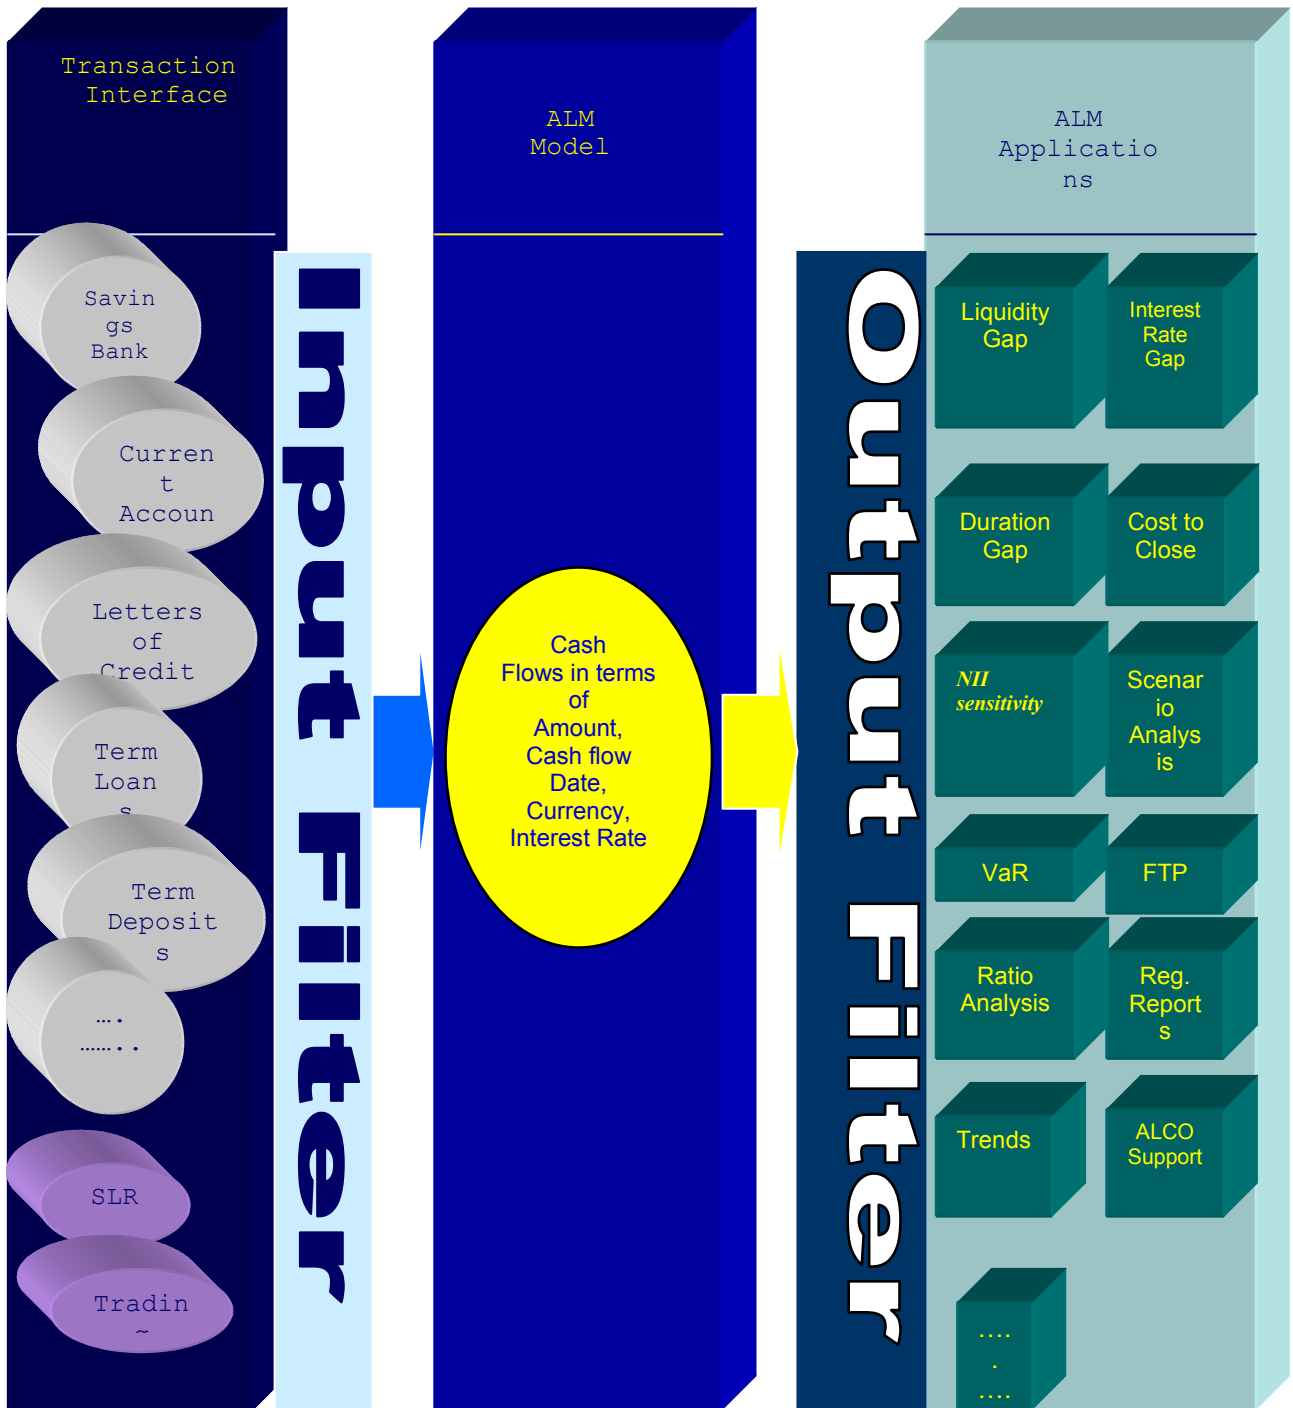 Transaction
Interface
Savin
gs
Bank
Curren
t
Accoun
Letters
of
Credit
Term
Loan
s
Term
Deposit
s
….
……..
SLR
Tradin
Input Filter
ALM
Model
Cash
Flows in terms
of
Amount,
Cash flow
Date,
Currency,
Interest Rate
Output Filter
ALM
Applicatio
ns
Liquidity
Gap
Interest
Rate
Gap
Duration
Gap
Cost to
Close
NII
sensitivity
Scenar
io
Analys
is
VaR
FTP
Ratio
Analysis
Reg.
Report
s
Trends
ALCO
Support
….
.
….